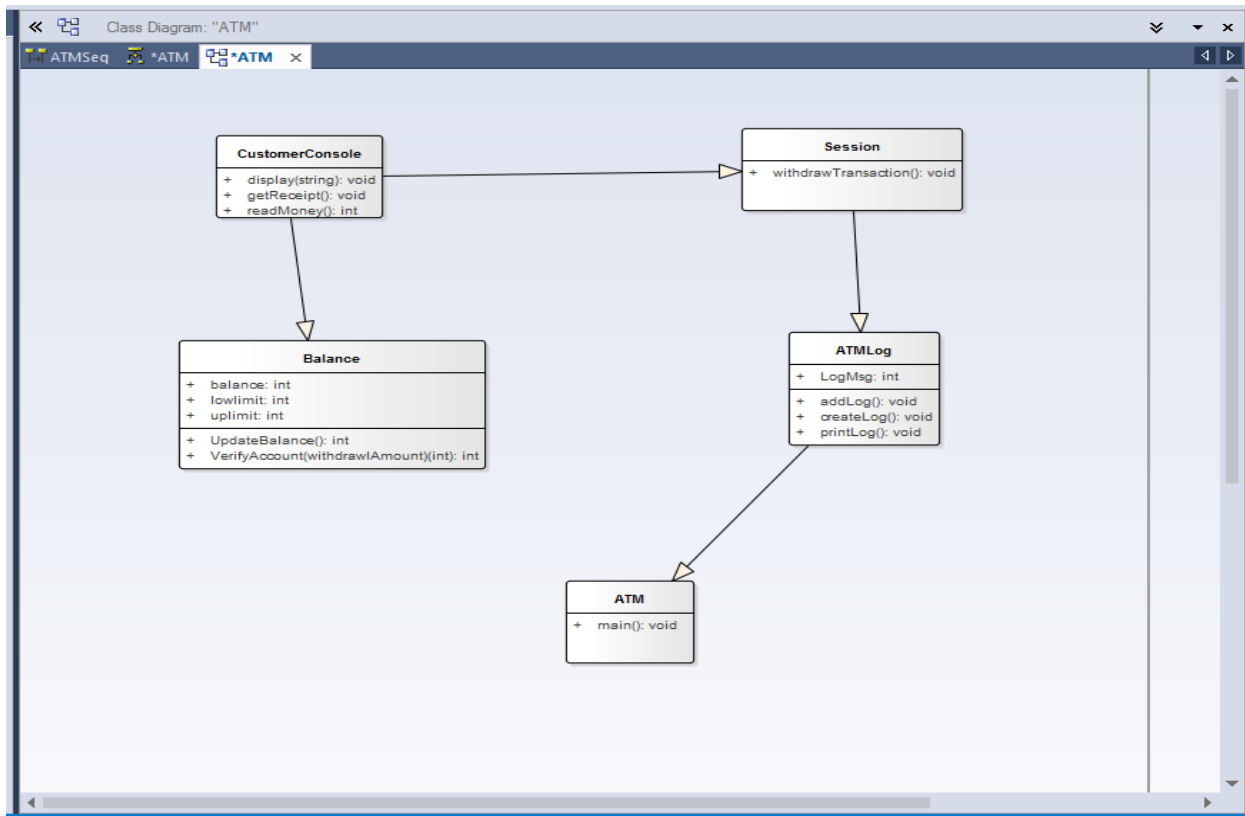 Class Diagram: "ATM"
ATMSeq *ATM *ATM
CustomerConsole
+ display(string): void
+ getReceipt(): void
+ readMoney(): int
Session
+ withdrawTransaction(): void
Balance
+ balance: int
+ lowlimit: int
+ uplimit: int
+ UpdateBalance(): int
+ VerifyAccount(withdrawlAmount)(int): int
ATMLog
+ LogMsg: int
+ addLog(): void
+ createLog(): void
+ printLog(): void
ATM
+ main(): void